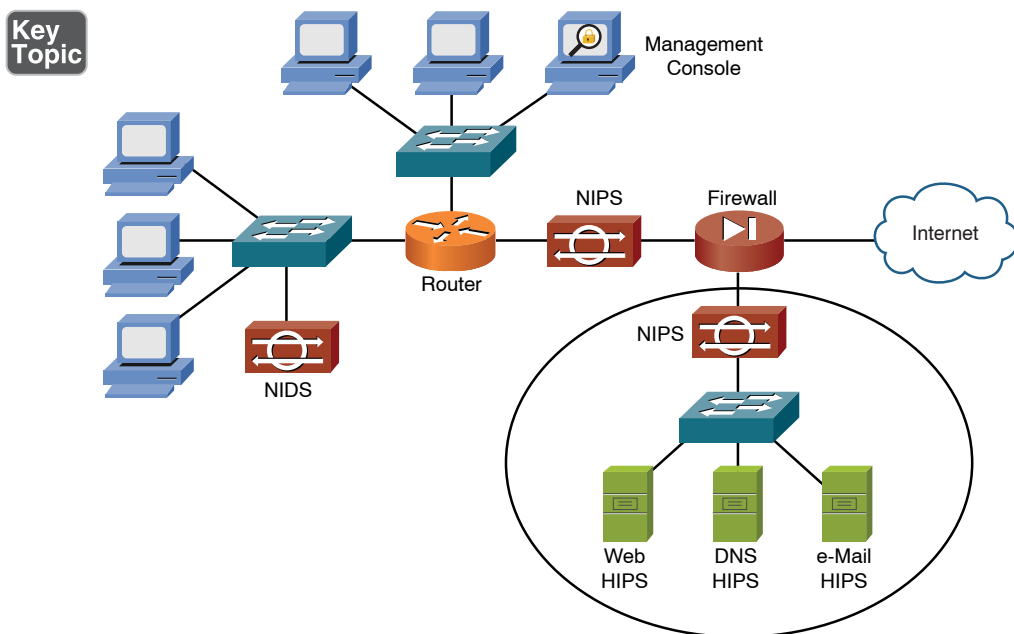 Key
Topic
Management
Console
NIPS
Firewall
Internet
Router
NIPS
NIDS
Web
HIPS
DNS
HIPS
e-Mail
HIPS